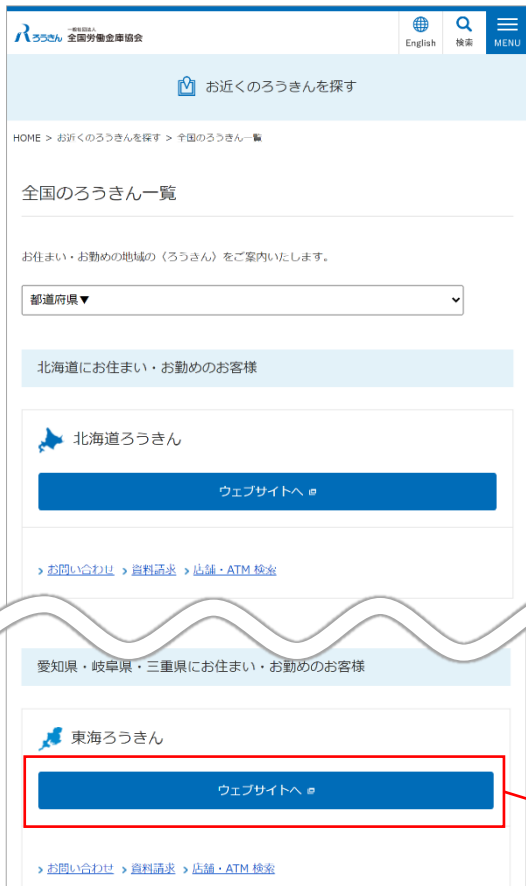 ろうきん 一般社団法人 全国労働金庫協会
English 検索 MENU
お近くのろうきんを探す
HOME > お近くのろうきんを探す > 全国のろうきん一覧
全国のろうきん一覧
お住まい・お勤めの地域の〈ろうきん〉をご案内いたします。
都道府県▼
北海道にお住まい・お勤めのお客様
北海道ろうきん
ウェブサイトへ
> お問い合わせ > 資料請求 > 店舗・ATM 検索
愛知県・岐阜県・三重県にお住まい・お勤めのお客様
東海ろうきん
ウェブサイトへ
> お問い合わせ > 資料請求 > 店舗・ATM 検索